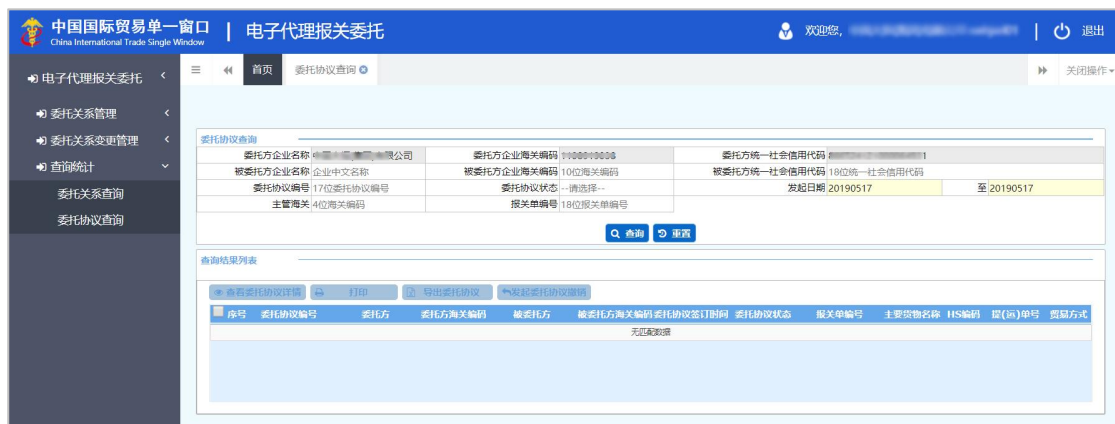 中国国际贸易单一窗口 | 电子代理报关委托 欢迎您, | 退出
China International Trade Single Window
电子代理报关委托 首页 委托协议查询 关闭操作
委托关系管理
委托关系变更管理
查询统计
委托关系查询
委托协议查询
委托协议查询
委托方企业名称 限公司 委托方企业海关编码 委托方统一社会信用代码
被委托方企业名称 企业中文名称 被委托方企业海关编码 10位海关编码 被委托方统一社会信用代码 18位统一社会信用代码
委托协议编号 17位委托协议编号 委托协议状态 --请选择-- 发起日期 20190517 至 20190517
主管海关 4位海关编码 报关单编号 18位报关单编号
查询 重置
查询结果列表
查看委托协议详情 打印 导出委托协议 发起委托协议撤销
序号 委托协议编号 委托方 委托方海关编码 被委托方 被委托方海关编码 委托协议签订时间 委托协议状态 报关单编号 主要货物名称 HS编码 提(运)单号 贸易方式
无匹配数据